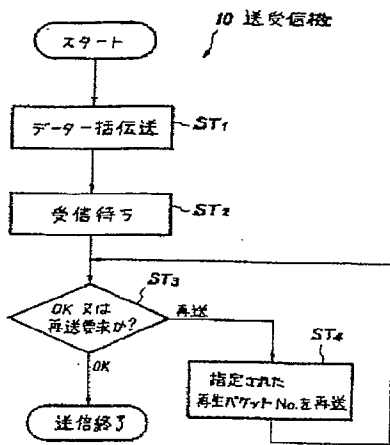 10 送受信機
スタート
データ一括伝送
ST1
受信待ち
ST2
OK 又は
再送要求か?
ST3
再送
OK
指定された
再生パケットNo.を再送
ST4
送信終了